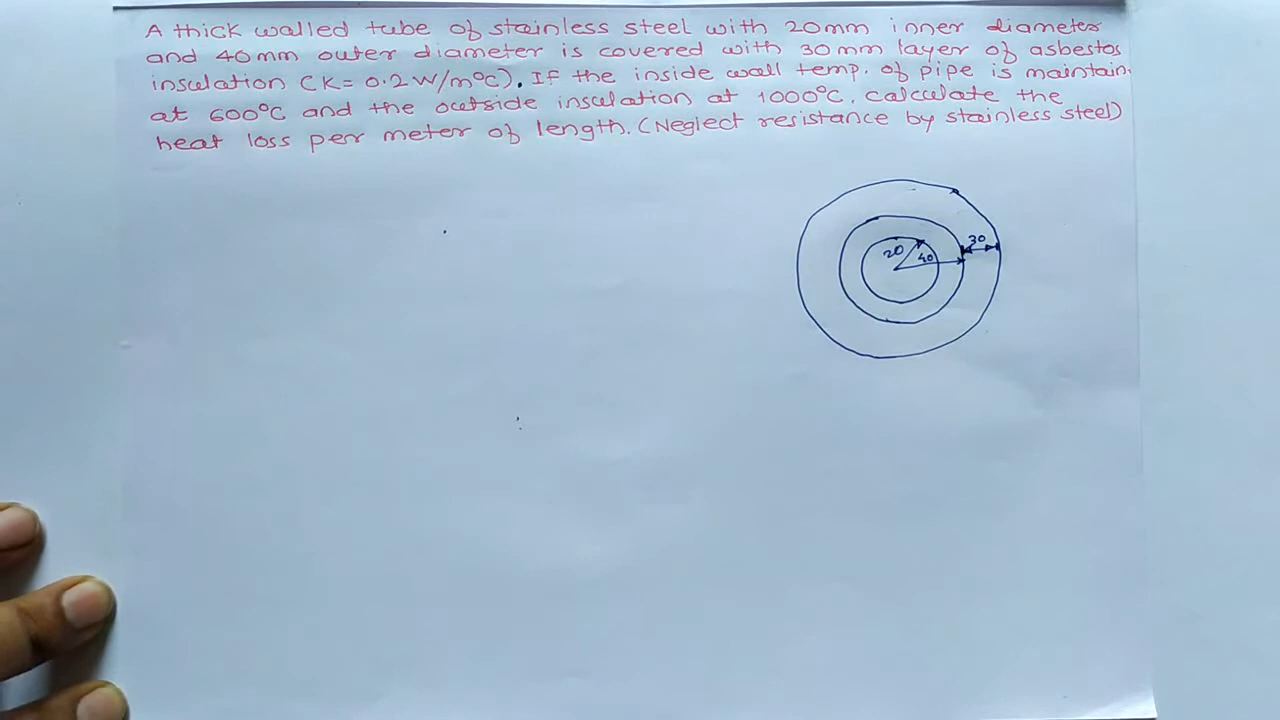 A thick walled tube of stainless steel with 20mm inner diameter
and 40mm outer diameter is covered with 30mm layer of asbestos
insulation (K= 0.2 W/m°C). If the inside wall temp. of pipe is maintain.
at 600°C and the outside insulation at 1000°C. calculate the
heat loss perr meter of length. (Neglect resistance by stainless steel)
20
40
30